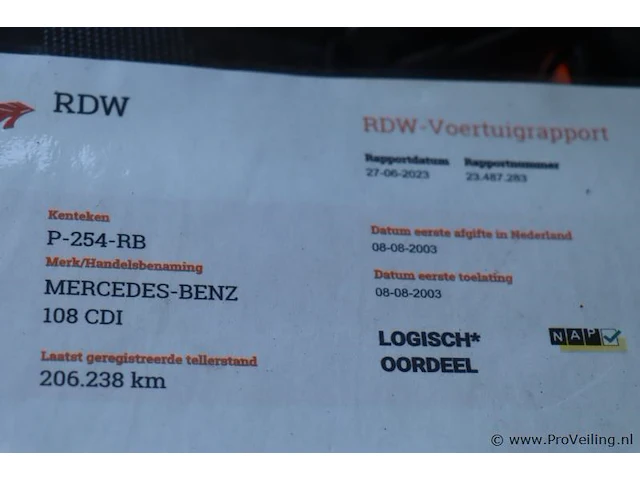 RDW
RDW-Voertuigrapport
Rapportdatum Rapportnummer
27-06-2023 23.487.283
Kenteken
P-254-RB
Merk/Handelsbenaming
MERCEDES-BENZ
108 CDI
Laatst geregistreerde tellerstand
206.238 km
Datum eerste afgifte in Nederland
08-08-2003
Datum eerste toelating
08-08-2003
LOGISCH*
OORDEEL
NAP
© www.ProVeiling.nl